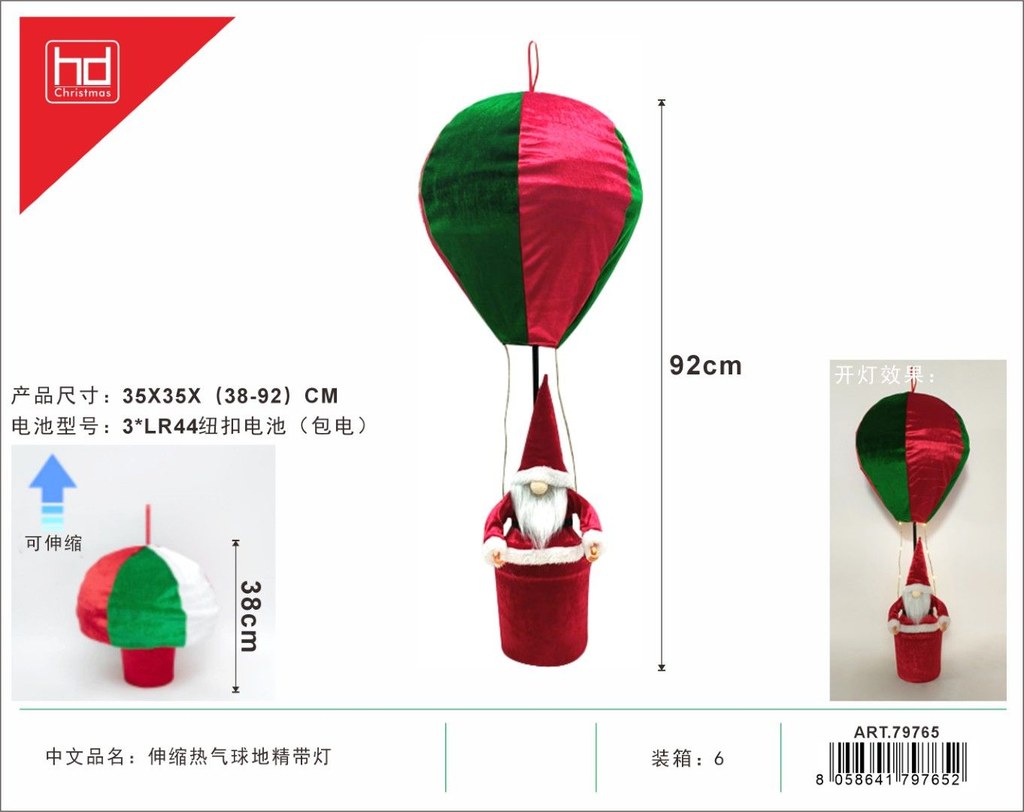 hd
Christmas
92cm
产品尺寸：35X35X（38-92）CM
电池型号：3*LR44纽扣电池（包电）
开灯效果：
可伸缩
38cm
中文品名：伸缩热气球地精带灯
装箱：6
ART.79765
8 058641 797652